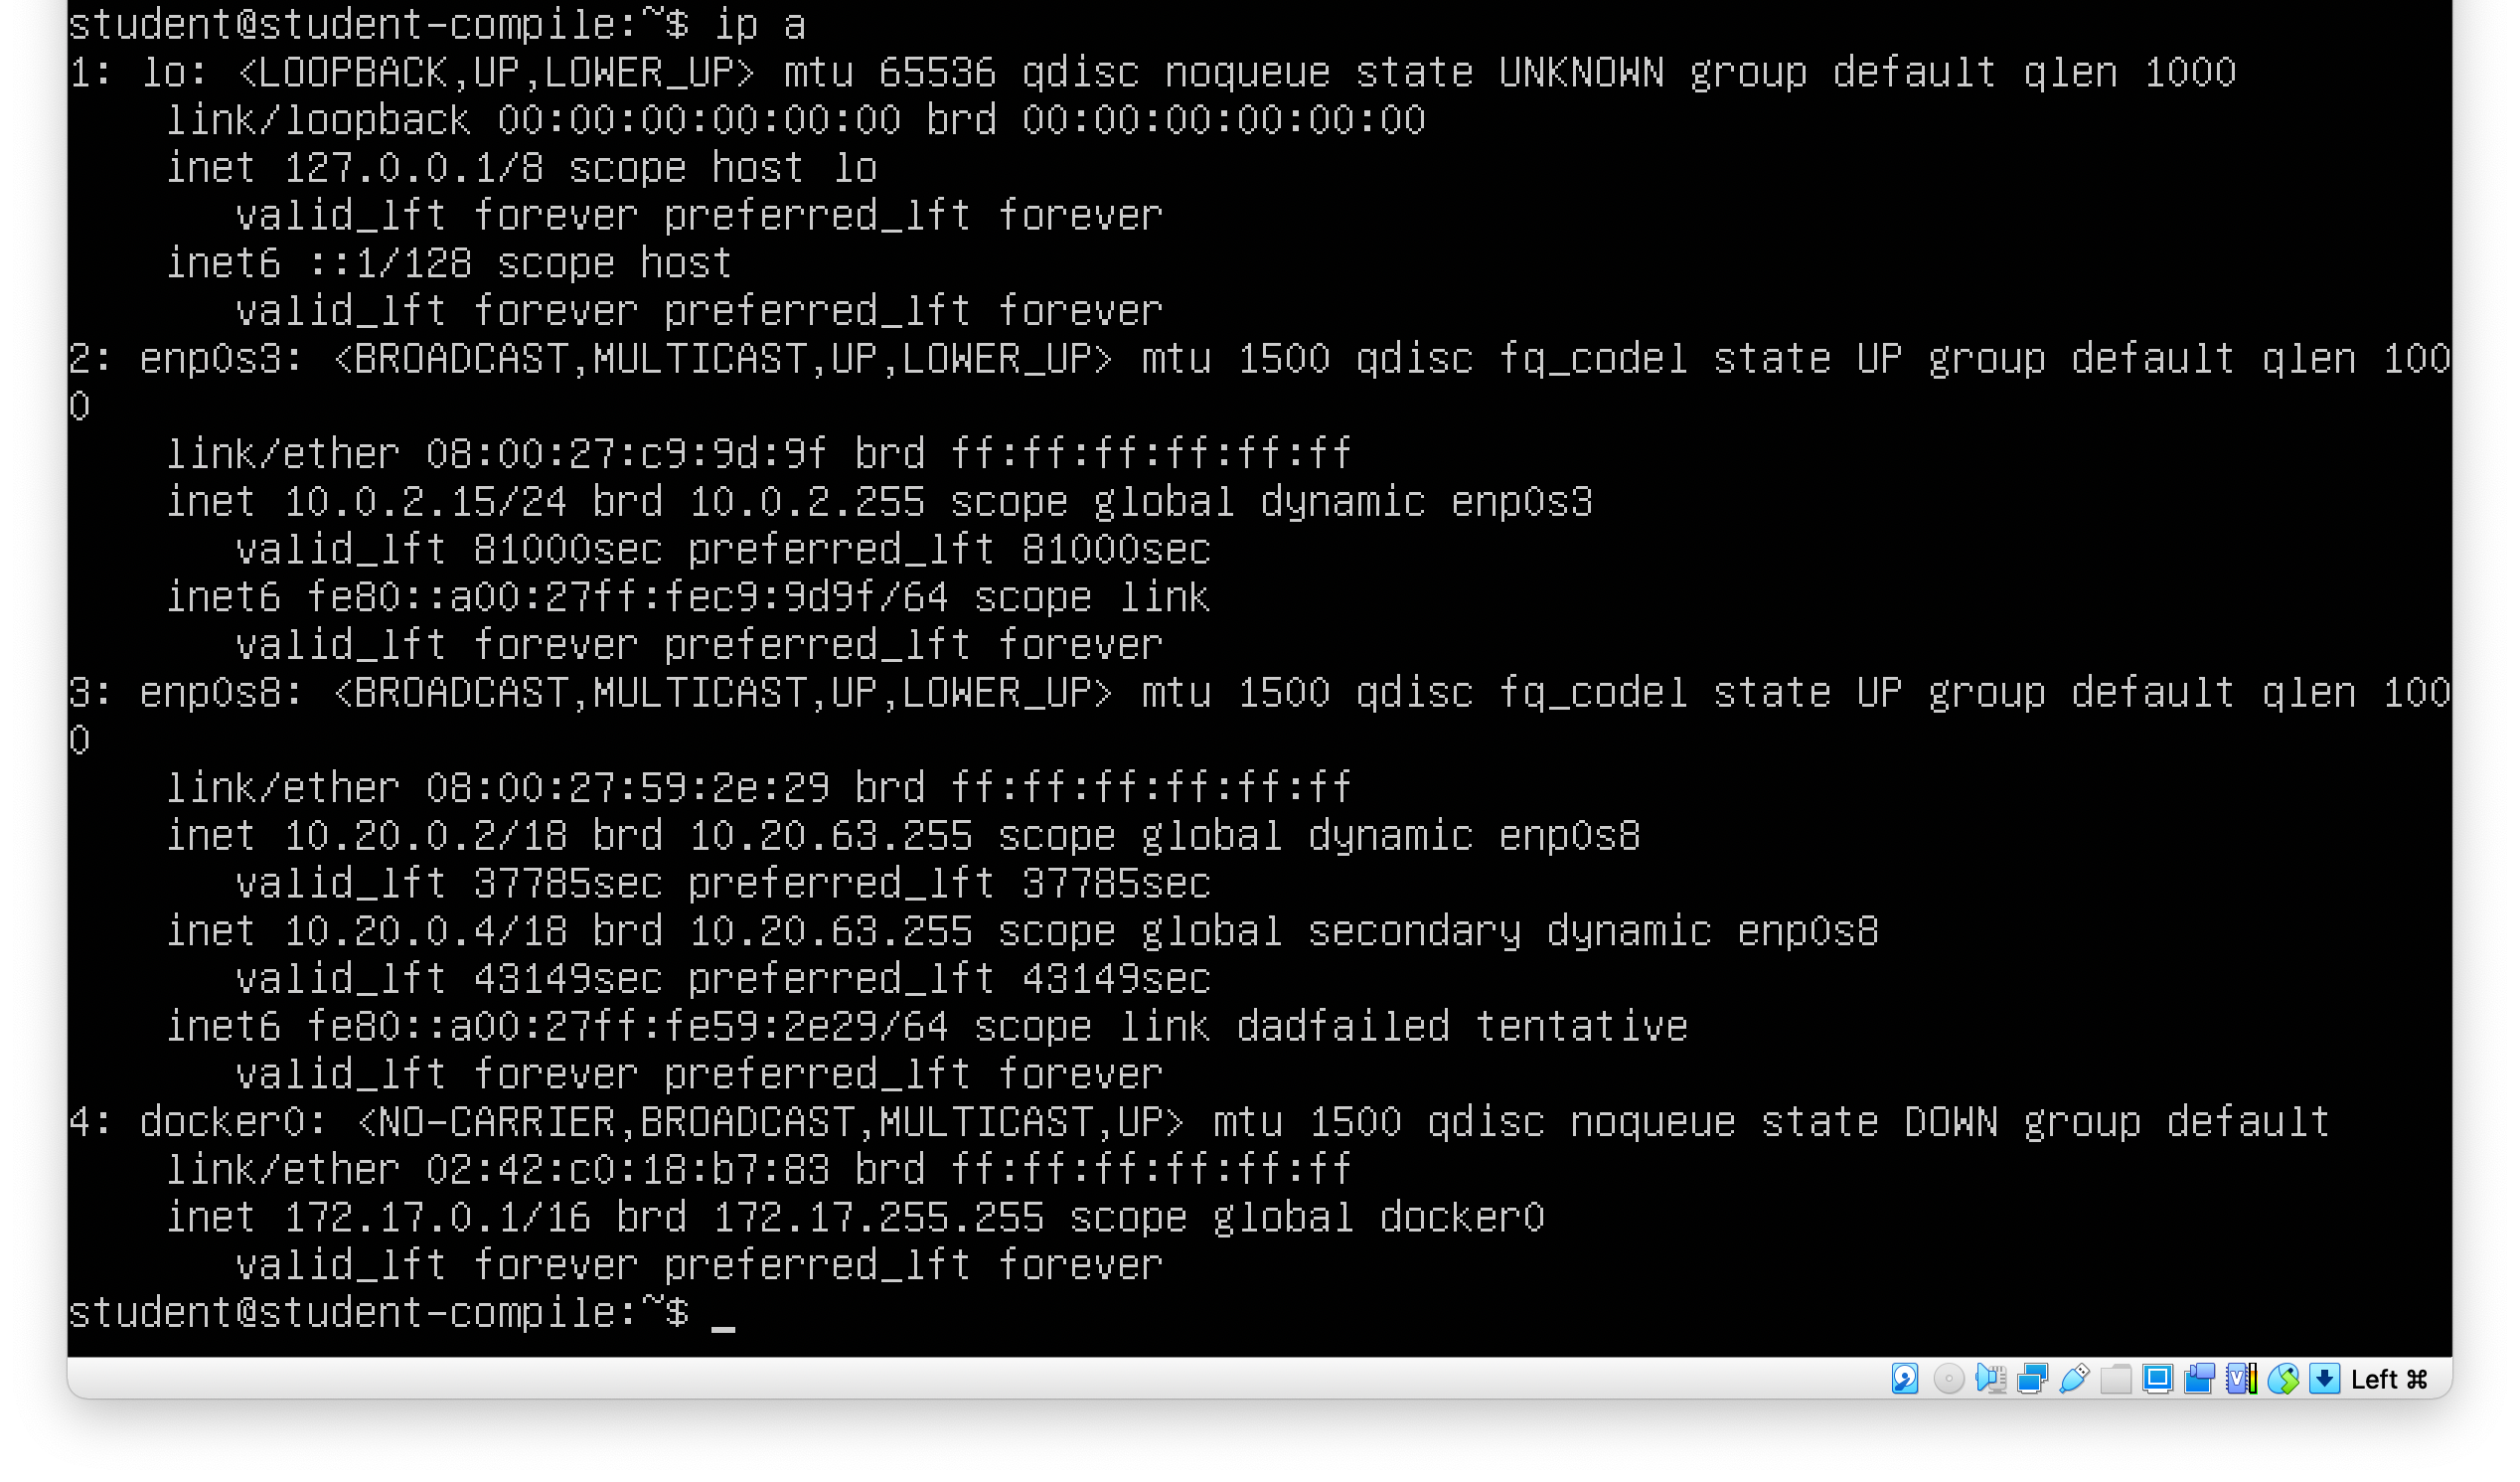 student@student-compile:~$ ip a
1: lo: <LOOPBACK,UP,LOWER_UP> mtu 65536 qdisc noqueue state UNKNOWN group default qlen 1000
    link/loopback 00:00:00:00:00:00 brd 00:00:00:00:00:00
    inet 127.0.0.1/8 scope host lo
       valid_lft forever preferred_lft forever
    inet6 ::1/128 scope host
       valid_lft forever preferred_lft forever
2: enp0s3: <BROADCAST,MULTICAST,UP,LOWER_UP> mtu 1500 qdisc fq_codel state UP group default qlen 100
0
    link/ether 08:00:27:c9:9d:9f brd ff:ff:ff:ff:ff:ff
    inet 10.0.2.15/24 brd 10.0.2.255 scope global dynamic enp0s3
       valid_lft 81000sec preferred_lft 81000sec
    inet6 fe80::a00:27ff:fec9:9d9f/64 scope link
       valid_lft forever preferred_lft forever
3: enp0s8: <BROADCAST,MULTICAST,UP,LOWER_UP> mtu 1500 qdisc fq_codel state UP group default qlen 100
0
    link/ether 08:00:27:59:2e:29 brd ff:ff:ff:ff:ff:ff
    inet 10.20.0.2/18 brd 10.20.63.255 scope global dynamic enp0s8
       valid_lft 37785sec preferred_lft 37785sec
    inet 10.20.0.4/18 brd 10.20.63.255 scope global secondary dynamic enp0s8
       valid_lft 43149sec preferred_lft 43149sec
    inet6 fe80::a00:27ff:fe59:2e29/64 scope link dadfailed tentative
       valid_lft forever preferred_lft forever
4: docker0: <NO-CARRIER,BROADCAST,MULTICAST,UP> mtu 1500 qdisc noqueue state DOWN group default
    link/ether 02:42:c0:18:b7:83 brd ff:ff:ff:ff:ff:ff
    inet 172.17.0.1/16 brd 172.17.255.255 scope global docker0
       valid_lft forever preferred_lft forever
student@student-compile:~$ _
Left ⌘